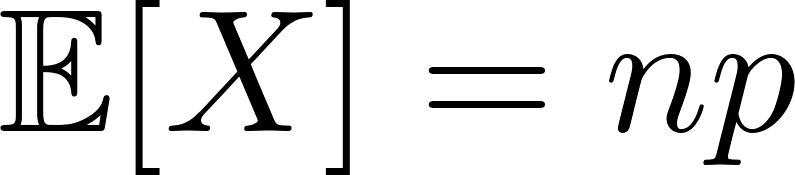 𝔼[X] = np